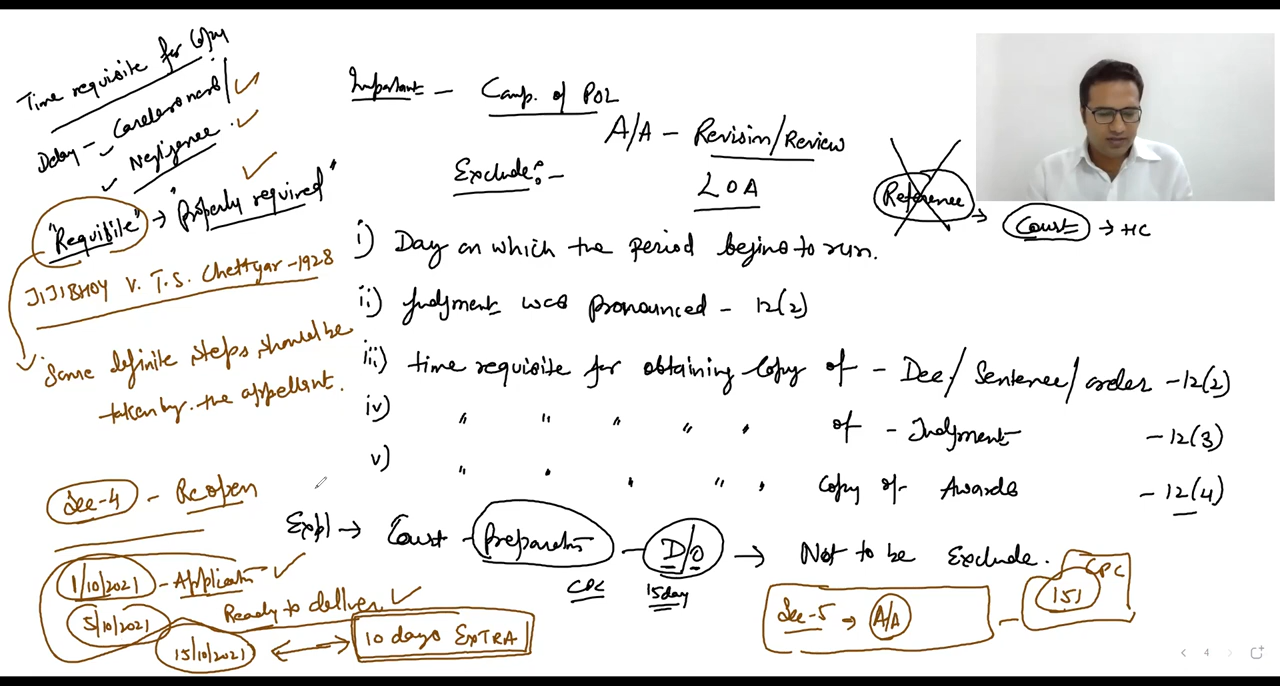 Time requisite for Copy
Delay - Carelessness /
Negligence.
"Requisite" → "Properly required"
JIJIBHOY V. T.S. Chettyar - 1928
"Some definite steps should be
taken by the appellant.
Sec-4 - Reopen
1/10/2021 - Application
5/10/2021 Ready to deliver
15/10/2021 10 days EXTRA
Important - Comp. of POL
A/A - Revision/Review
Exclude:- LOA
Reference → Court → HC
i) Day on which the period begins to run.
ii) Judgment was pronounced - 12(2)
iii) time requisite for obtaining Copy of - Dee/Sentence/order - 12(2)
iv) " " " " " of - Judgment - 12(3)
v) " " " " " Copy of - Awards - 12(4)
Expl → Court - Preparation - D/O → Not to be Exclude.
CPC 15 day
Sec-5 → A/A - 151 CPC
4